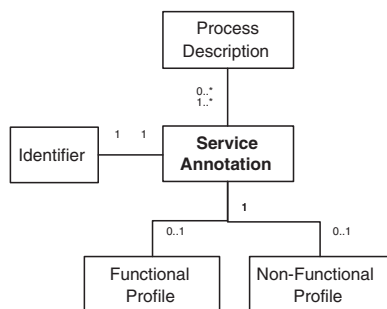 Process
Description
0..*
1..*
Identifier
1 1
Service
Annotation
1
0..1
0..1
Functional
Profile
Non-Functional
Profile